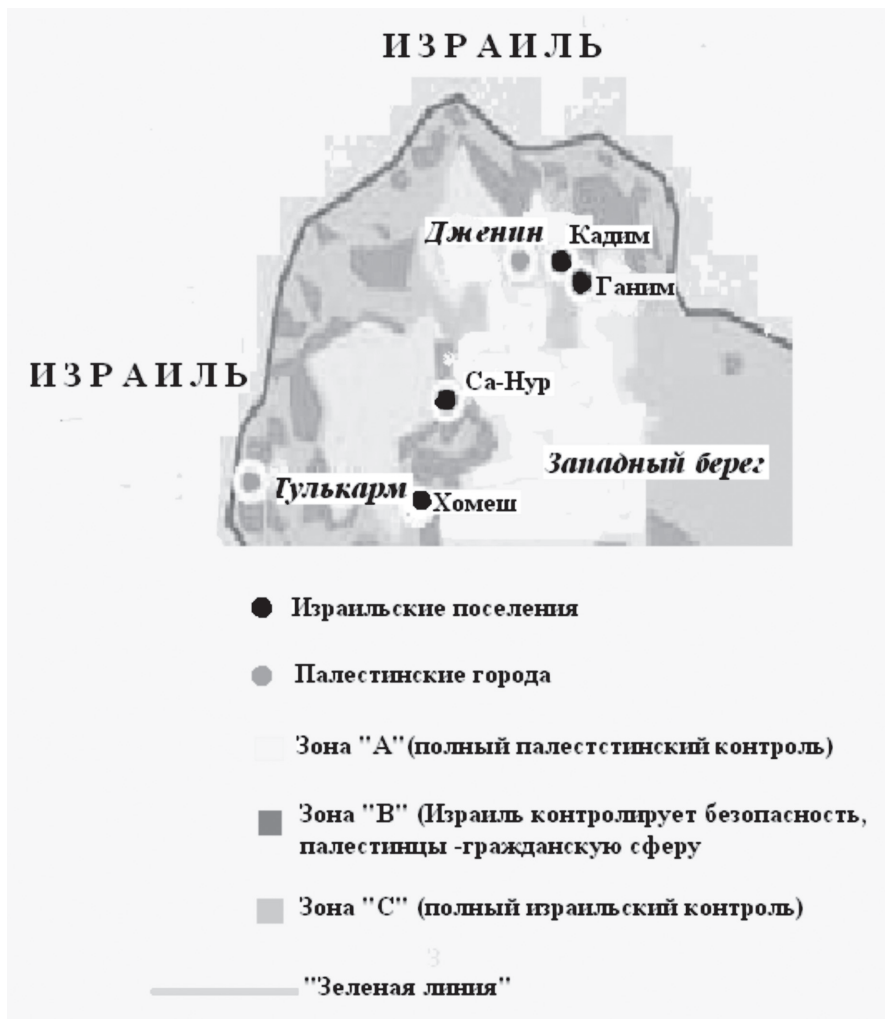 ИЗРАИЛЬ
Дженин
Кадим
Ганим
ИЗРАИЛЬ
Са-Нур
Западный берег
Тулькарм
Хомеш
Израильские поселения
Палестинские города
Зона "А"(полный палестстинский контроль)
Зона "В" (Израиль контролирует безопасность,
палестинцы -гражданскую сферу
Зона "С" (полный израильский контроль)
З
"Зеленая линия"